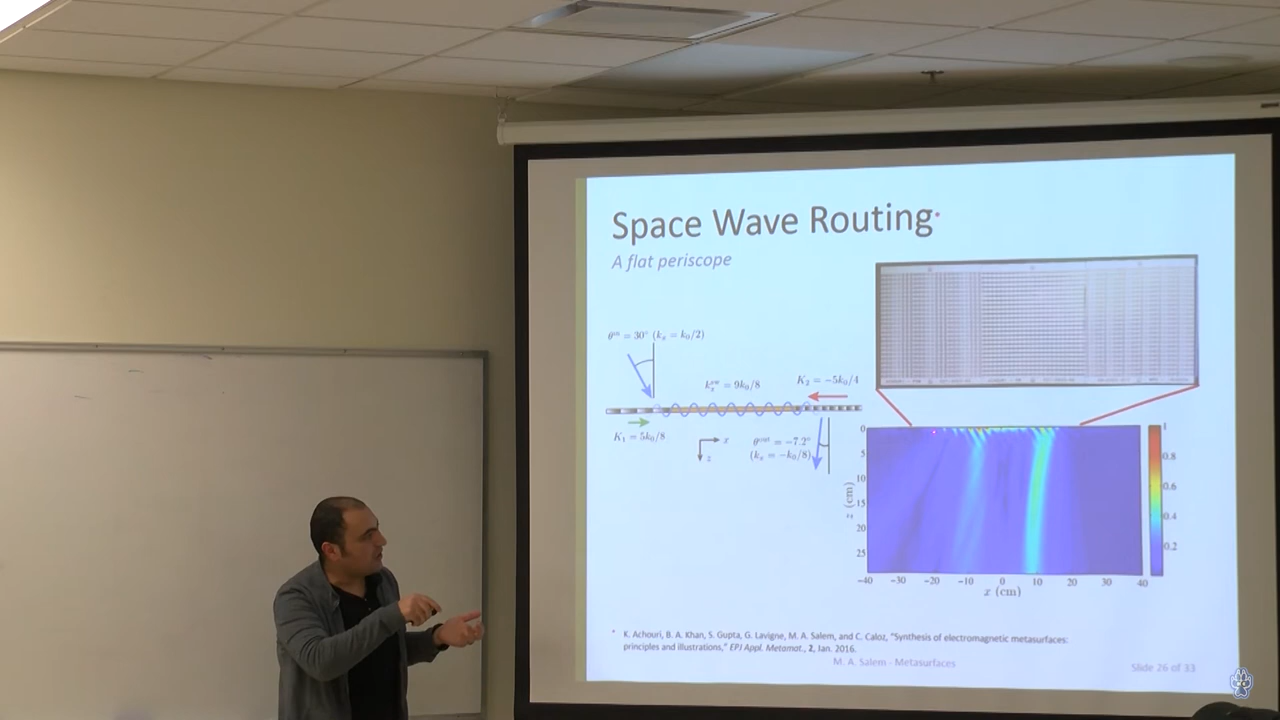 Space Wave Routing*
A flat periscope
θⁱⁿ = 30° (kₓ = k₀/2)
kₓˢʷ = 9k₀/8
K₂ = −5k₀/4
K₁ = 5k₀/8
x
z
θᵒᵘᵗ = −7.2°
(kₓ = −k₀/8)
0
5
10
15
20
25
z (cm)
−40 −30 −20 −10 0 10 20 30 40
x (cm)
1
0.8
0.6
0.4
0.2
* K. Achouri, B. A. Khan, S. Gupta, G. Lavigne, M. A. Salem, and C. Caloz, "Synthesis of electromagnetic metasurfaces:
principles and illustrations," EPJ Appl. Metamat., 2, Jan. 2016.
M. A. Salem - Metasurfaces
Slide 26 of 33